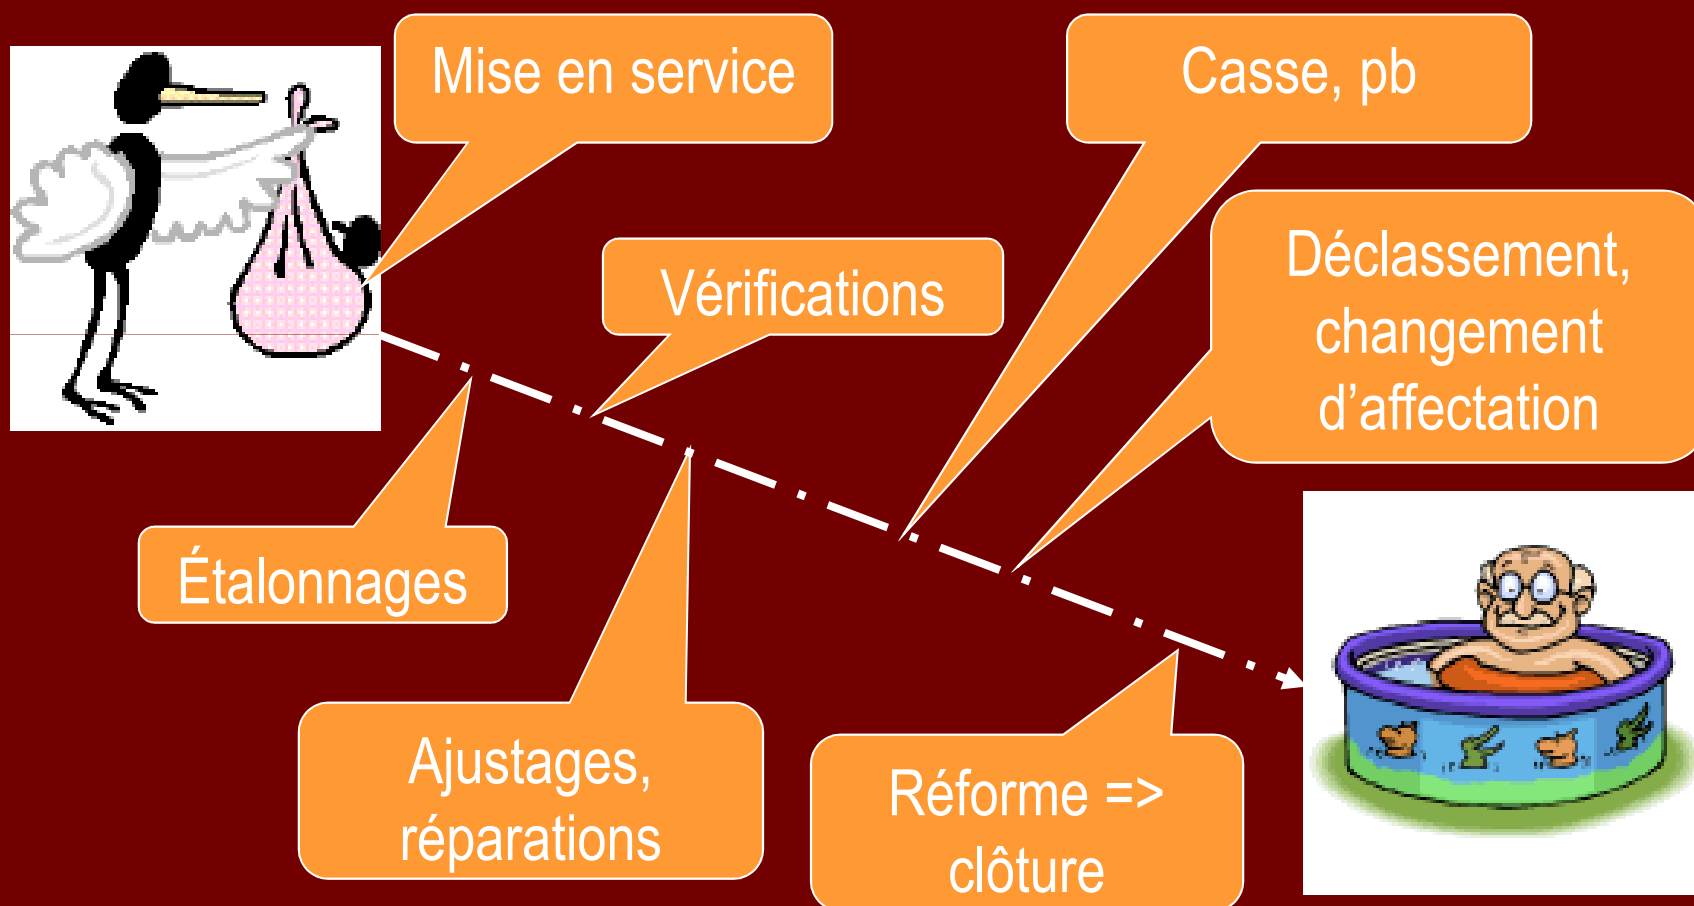 Mise en service
Casse, pb
Vérifications
Déclassement,
changement
d’affectation
Étalonnages
Ajustages,
réparations
Réforme =>
clôture